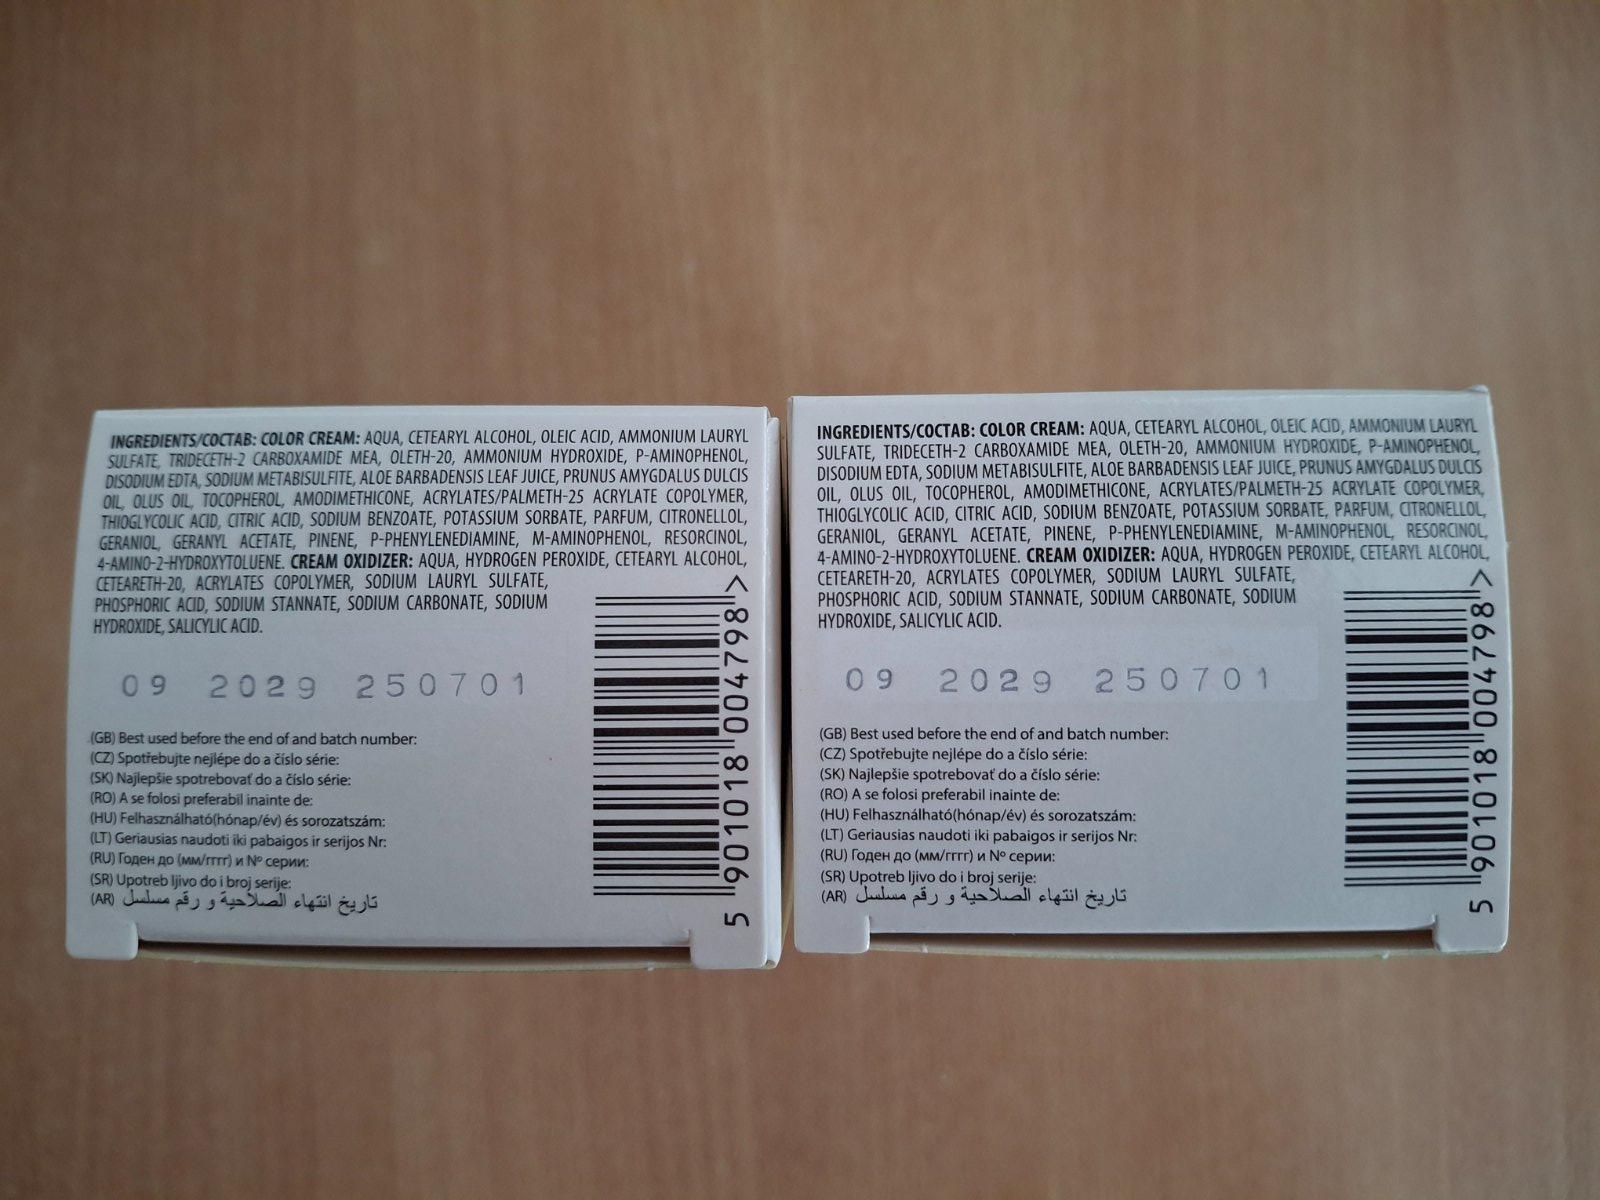 INGREDIENTS/COCTAB: COLOR CREAM: AQUA, CETEARYL ALCOHOL, OLEIC ACID, AMMONIUM LAURYL
SULFATE, TRIDECETH-2 CARBOXAMIDE MEA, OLETH-20, AMMONIUM HYDROXIDE, P-AMINOPHENOL,
DISODIUM EDTA, SODIUM METABISULFITE, ALOE BARBADENSIS LEAF JUICE, PRUNUS AMYGDALUS DULCIS
OIL, OLUS OIL, TOCOPHEROL, AMODIMETHICONE, ACRYLATES/PALMETH-25 ACRYLATE COPOLYMER,
THIOGLYCOLIC ACID, CITRIC ACID, SODIUM BENZOATE, POTASSIUM SORBATE, PARFUM, CITRONELLOL,
GERANIOL, GERANYL ACETATE, PINENE, P-PHENYLENEDIAMINE, M-AMINOPHENOL, RESORCINOL,
4-AMINO-2-HYDROXYTOLUENE. CREAM OXIDIZER: AQUA, HYDROGEN PEROXIDE, CETEARYL ALCOHOL,
CETEARETH-20, ACRYLATES COPOLYMER, SODIUM LAURYL SULFATE,
PHOSPHORIC ACID, SODIUM STANNATE, SODIUM CARBONATE, SODIUM
HYDROXIDE, SALICYLIC ACID.
09 2029 250701
(GB) Best used before the end of and batch number:
(CZ) Spotřebujte nejlépe do a číslo série:
(SK) Najlepšie spotrebovať do a číslo série:
(RO) A se folosi preferabil inainte de:
(HU) Felhasználható(hónap/év) és sorozatszám:
(LT) Geriausias naudoti iki pabaigos ir serijos Nr:
(RU) Годен до (мм/гггг) и Nº серии:
(SR) Upotreb ljivo do i broj serije:
(AR) تاريخ انتهاء الصلاحية و رقم مسلسل
5 901018 004798 >
INGREDIENTS/COCTAB: COLOR CREAM: AQUA, CETEARYL ALCOHOL, OLEIC ACID, AMMONIUM LAURYL
SULFATE, TRIDECETH-2 CARBOXAMIDE MEA, OLETH-20, AMMONIUM HYDROXIDE, P-AMINOPHENOL,
DISODIUM EDTA, SODIUM METABISULFITE, ALOE BARBADENSIS LEAF JUICE, PRUNUS AMYGDALUS DULCIS
OIL, OLUS OIL, TOCOPHEROL, AMODIMETHICONE, ACRYLATES/PALMETH-25 ACRYLATE COPOLYMER,
THIOGLYCOLIC ACID, CITRIC ACID, SODIUM BENZOATE, POTASSIUM SORBATE, PARFUM, CITRONELLOL,
GERANIOL, GERANYL ACETATE, PINENE, P-PHENYLENEDIAMINE, M-AMINOPHENOL, RESORCINOL,
4-AMINO-2-HYDROXYTOLUENE. CREAM OXIDIZER: AQUA, HYDROGEN PEROXIDE, CETEARYL ALCOHOL,
CETEARETH-20, ACRYLATES COPOLYMER, SODIUM LAURYL SULFATE,
PHOSPHORIC ACID, SODIUM STANNATE, SODIUM CARBONATE, SODIUM
HYDROXIDE, SALICYLIC ACID.
09 2029 250701
(GB) Best used before the end of and batch number:
(CZ) Spotřebujte nejlépe do a číslo série:
(SK) Najlepšie spotrebovať do a číslo série:
(RO) A se folosi preferabil inainte de:
(HU) Felhasználható(hónap/év) és sorozatszám:
(LT) Geriausias naudoti iki pabaigos ir serijos Nr:
(RU) Годен до (мм/гггг) и Nº серии:
(SR) Upotreb ljivo do i broj serije:
(AR) تاريخ انتهاء الصلاحية و رقم مسلسل
5 901018 004798 >